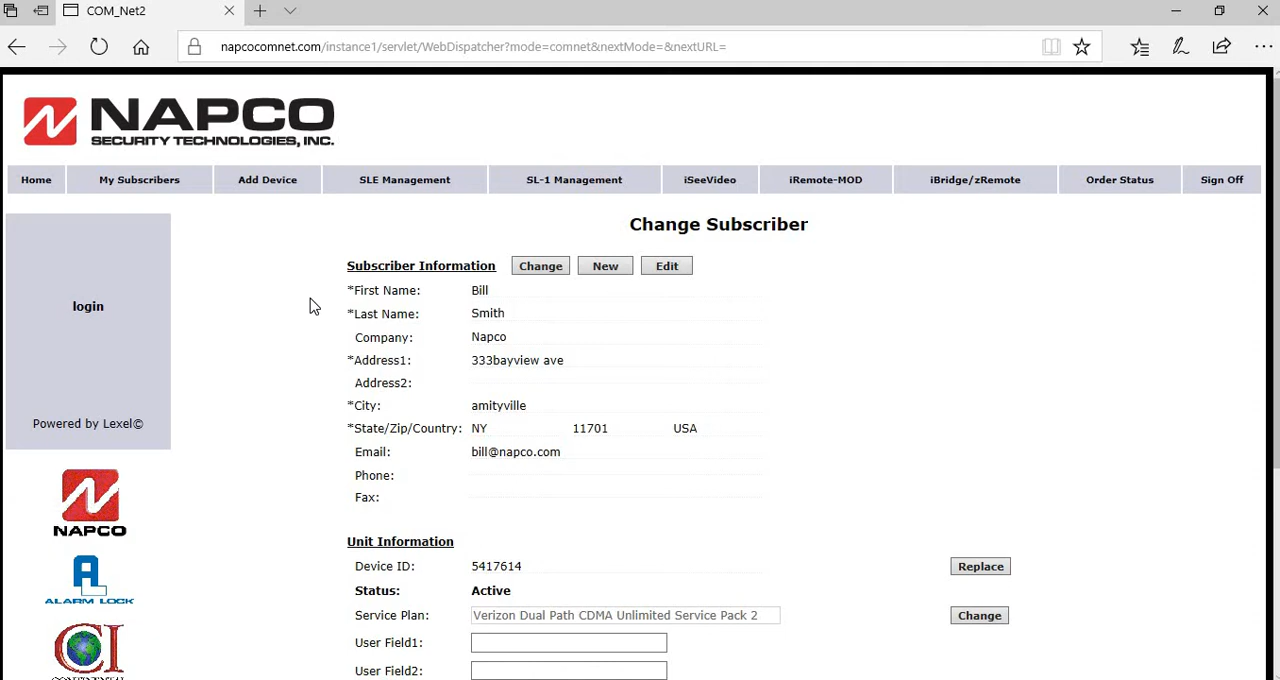 COM_Net2
napcocomnet.com/instance1/servlet/WebDispatcher?mode=comnet&nextMode=&nextURL=
NAPCO
SECURITY TECHNOLOGIES, INC.
Home My Subscribers Add Device SLE Management SL-1 Management iSeeVideo iRemote-MOD iBridge/zRemote Order Status Sign Off
Change Subscriber
login
Powered by Lexel©
NAPCO
ALARM LOCK
CI
Subscriber Information Change New Edit
*First Name: Bill
*Last Name: Smith
Company: Napco
*Address1: 333bayview ave
Address2:
*City: amityville
*State/Zip/Country: NY 11701 USA
Email: bill@napco.com
Phone:
Fax:
Unit Information
Device ID: 5417614 Replace
Status: Active
Service Plan: Verizon Dual Path CDMA Unlimited Service Pack 2 Change
User Field1:
User Field2: